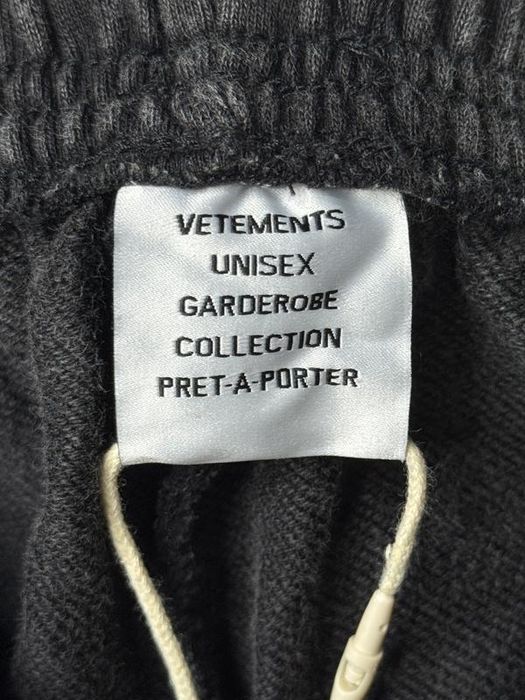 VETEMENTS
UNISEX
GARDEROBE
COLLECTION
PRET-A-PORTER